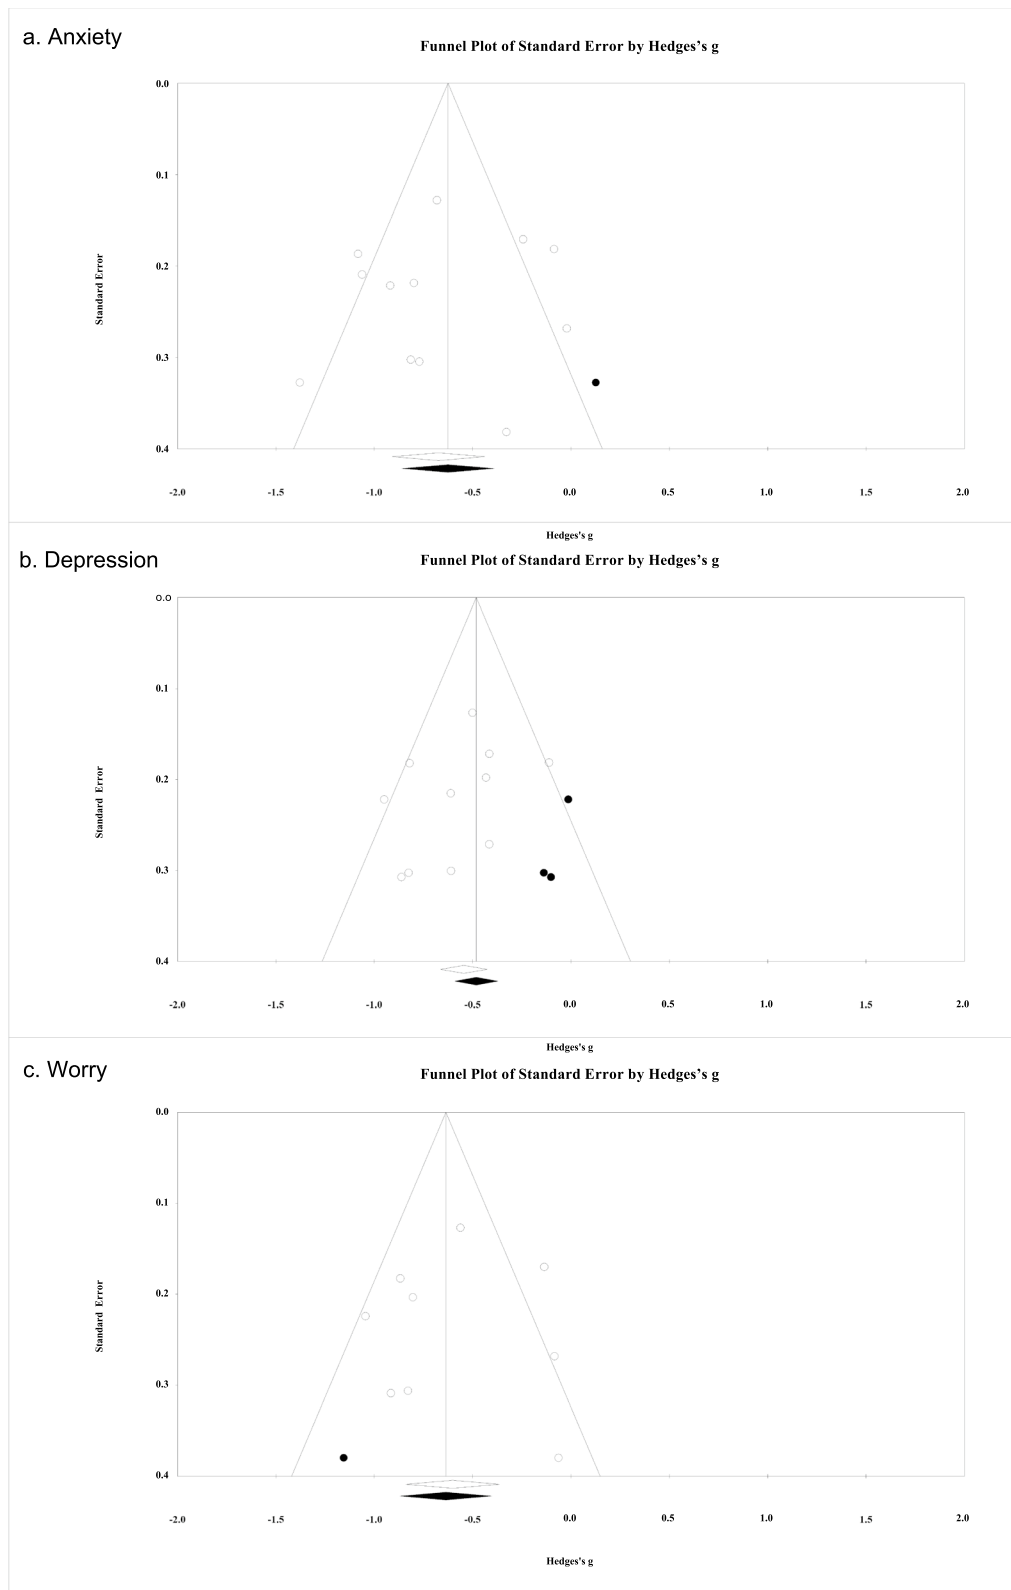 a. Anxiety
Funnel Plot of Standard Error by Hedges's g
0.0
0.1
0.2
0.3
0.4
Standard Error
-2.0 -1.5 -1.0 -0.5 0.0 0.5 1.0 1.5 2.0
Hedges's g
b. Depression
Funnel Plot of Standard Error by Hedges's g
o.o
0.1
0.2
0.3
0.4
Standard Error
-2.0 -1.5 -1.0 -0.5 0.0 0.5 1.0 1.5 2.0
Hedges's g
c. Worry
Funnel Plot of Standard Error by Hedges's g
0.0
0.1
0.2
0.3
0.4
Standard Error
-2.0 -1.5 -1.0 -0.5 0.0 0.5 1.0 1.5 2.0
Hedges's g